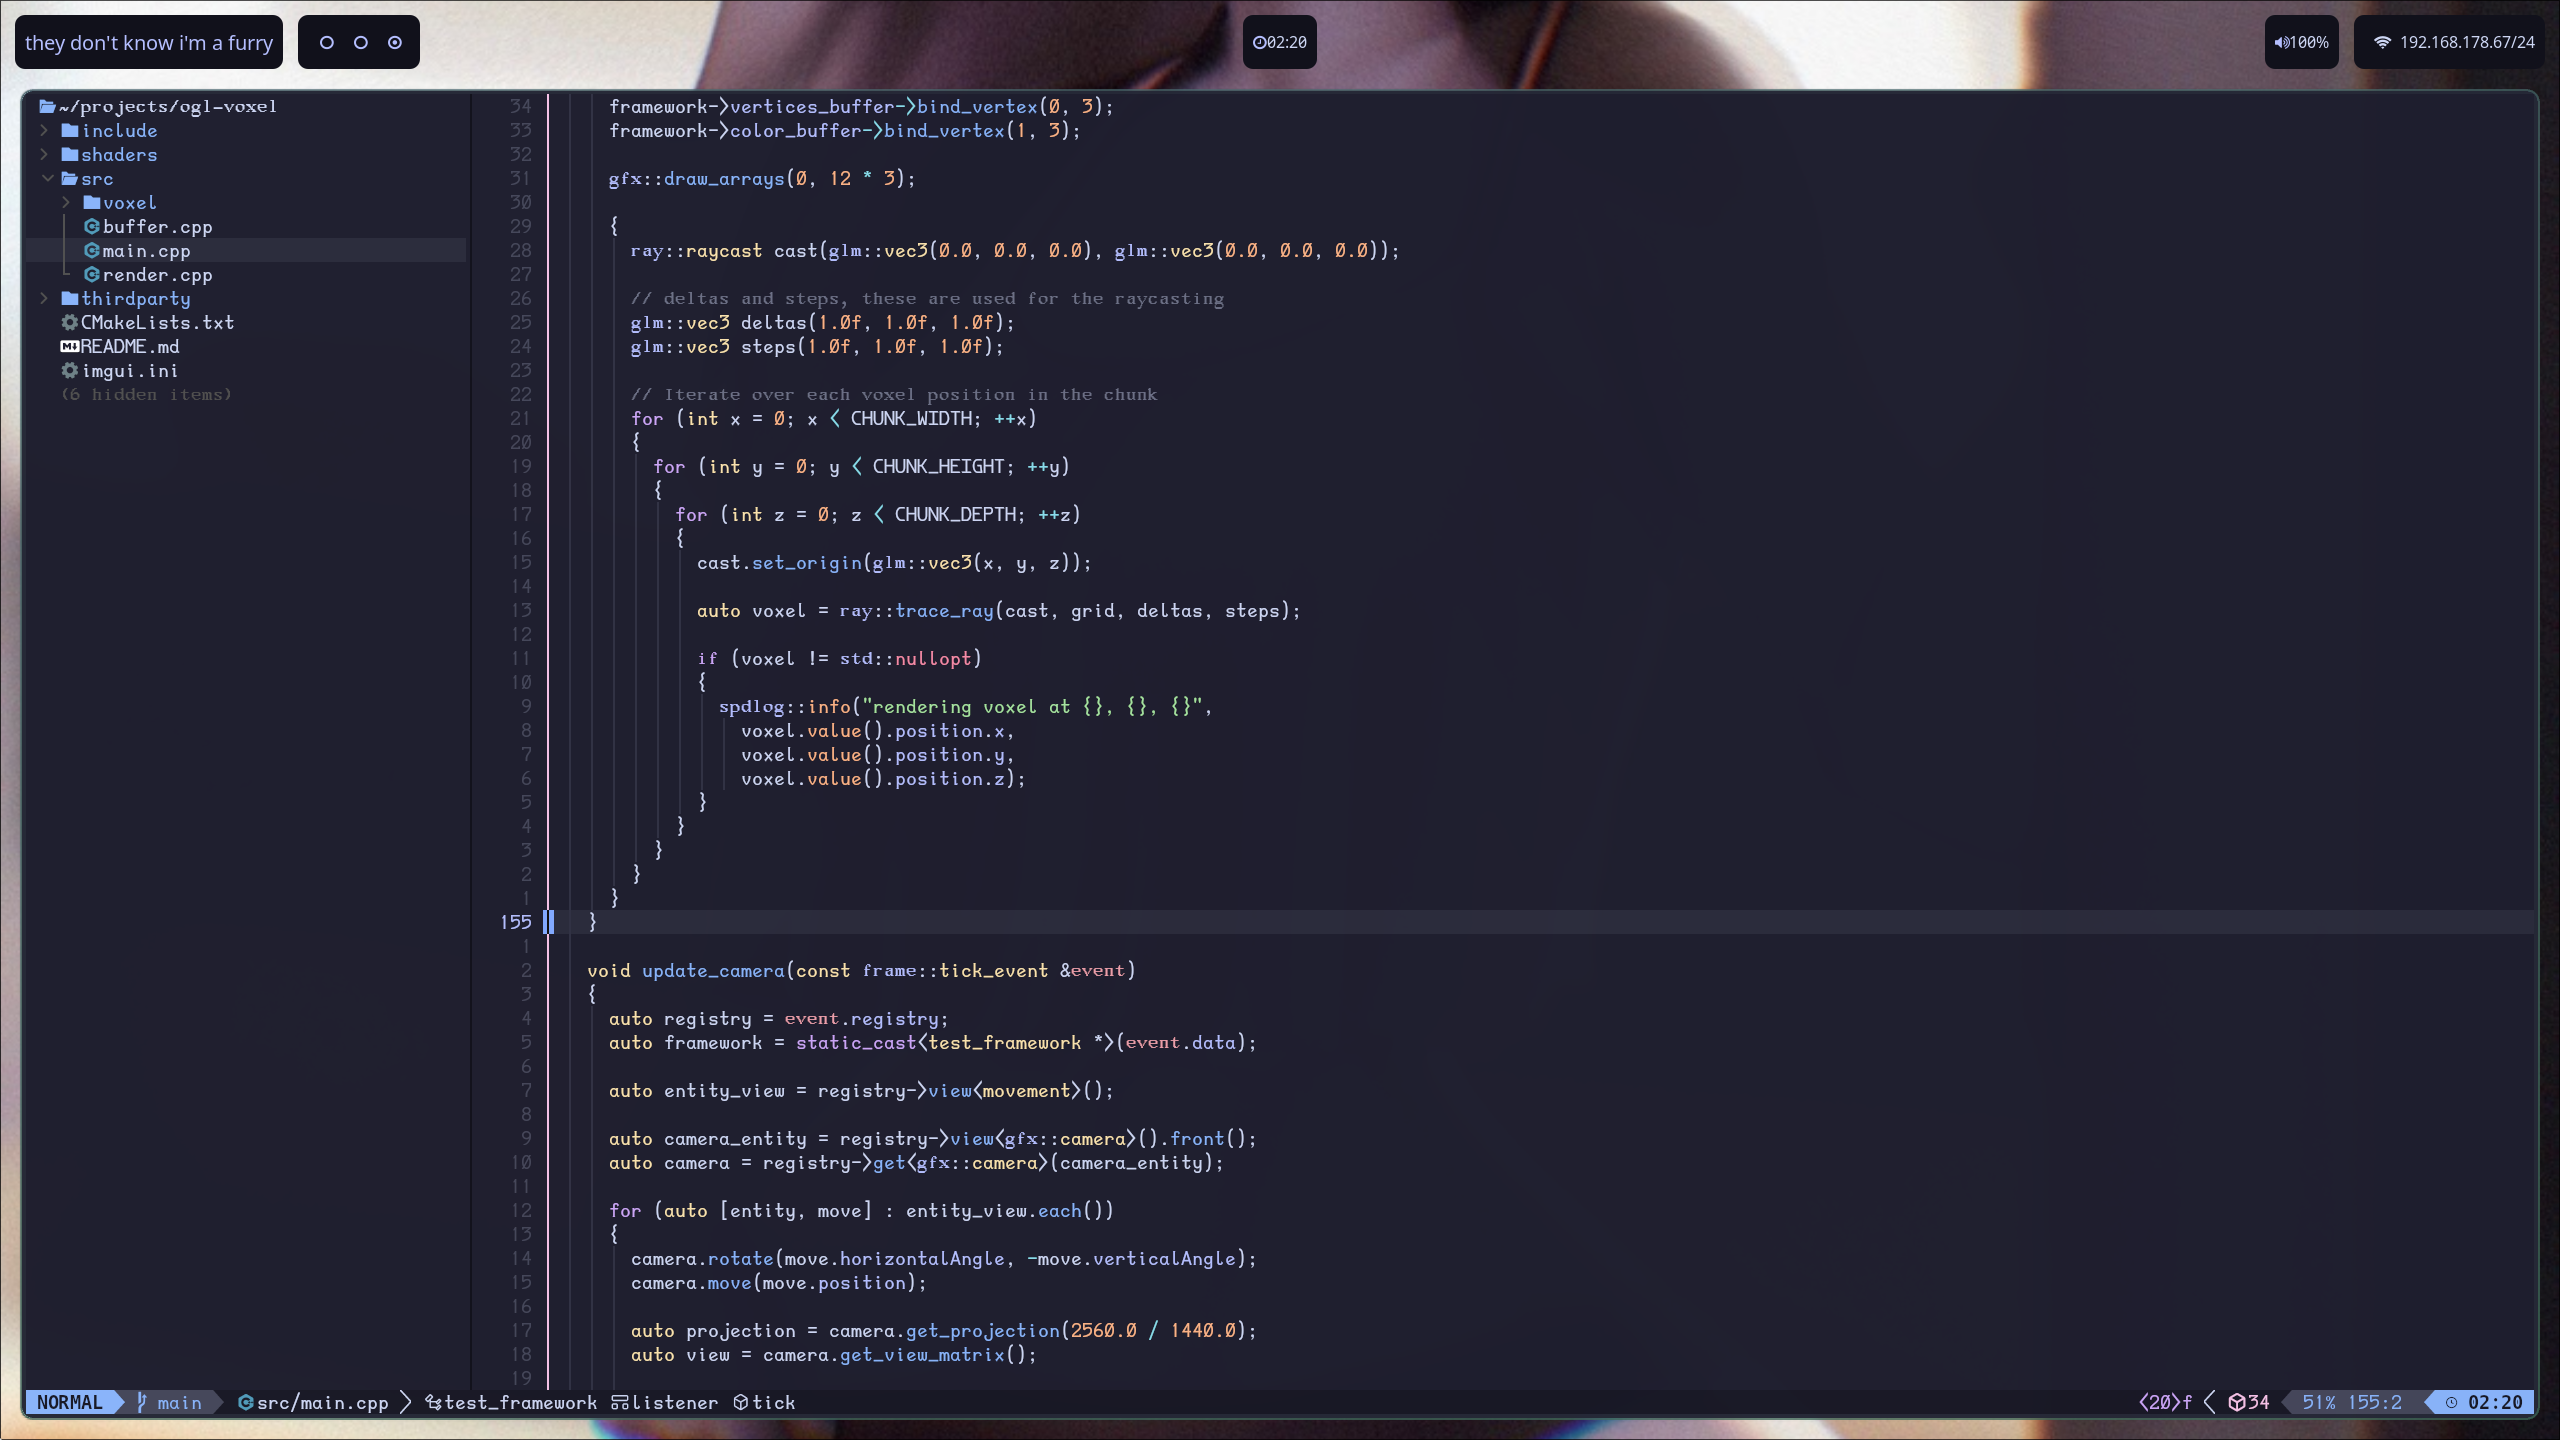 they don't know i'm a furry
02:20
100%
192.168.178.67/24
~/projects/ogl-voxel
include
shaders
src
voxel
buffer.cpp
main.cpp
render.cpp
thirdparty
CMakeLists.txt
README.md
imgui.ini
(6 hidden items)
34 framework->vertices_buffer->bind_vertex(0, 3);
33 framework->color_buffer->bind_vertex(1, 3);
32
31 gfx::draw_arrays(0, 12 * 3);
30
29 {
28 ray::raycast cast(glm::vec3(0.0, 0.0, 0.0), glm::vec3(0.0, 0.0, 0.0));
27
26 // deltas and steps, these are used for the raycasting
25 glm::vec3 deltas(1.0f, 1.0f, 1.0f);
24 glm::vec3 steps(1.0f, 1.0f, 1.0f);
23
22 // Iterate over each voxel position in the chunk
21 for (int x = 0; x < CHUNK_WIDTH; ++x)
20 {
19 for (int y = 0; y < CHUNK_HEIGHT; ++y)
18 {
17 for (int z = 0; z < CHUNK_DEPTH; ++z)
16 {
15 cast.set_origin(glm::vec3(x, y, z));
14
13 auto voxel = ray::trace_ray(cast, grid, deltas, steps);
12
11 if (voxel != std::nullopt)
10 {
9 spdlog::info("rendering voxel at {}, {}, {}",
8 voxel.value().position.x,
7 voxel.value().position.y,
6 voxel.value().position.z);
5 }
4 }
3 }
2 }
1 }
155 }
1
2 void update_camera(const frame::tick_event &event)
3 {
4 auto registry = event.registry;
5 auto framework = static_cast<test_framework *>(event.data);
6
7 auto entity_view = registry->view<movement>();
8
9 auto camera_entity = registry->view<gfx::camera>().front();
10 auto camera = registry->get<gfx::camera>(camera_entity);
11
12 for (auto [entity, move] : entity_view.each())
13 {
14 camera.rotate(move.horizontalAngle, -move.verticalAngle);
15 camera.move(move.position);
16
17 auto projection = camera.get_projection(2560.0 / 1440.0);
18 auto view = camera.get_view_matrix();
19
NORMAL main src/main.cpp test_framework listener tick <20>f 34 51% 155:2 02:20